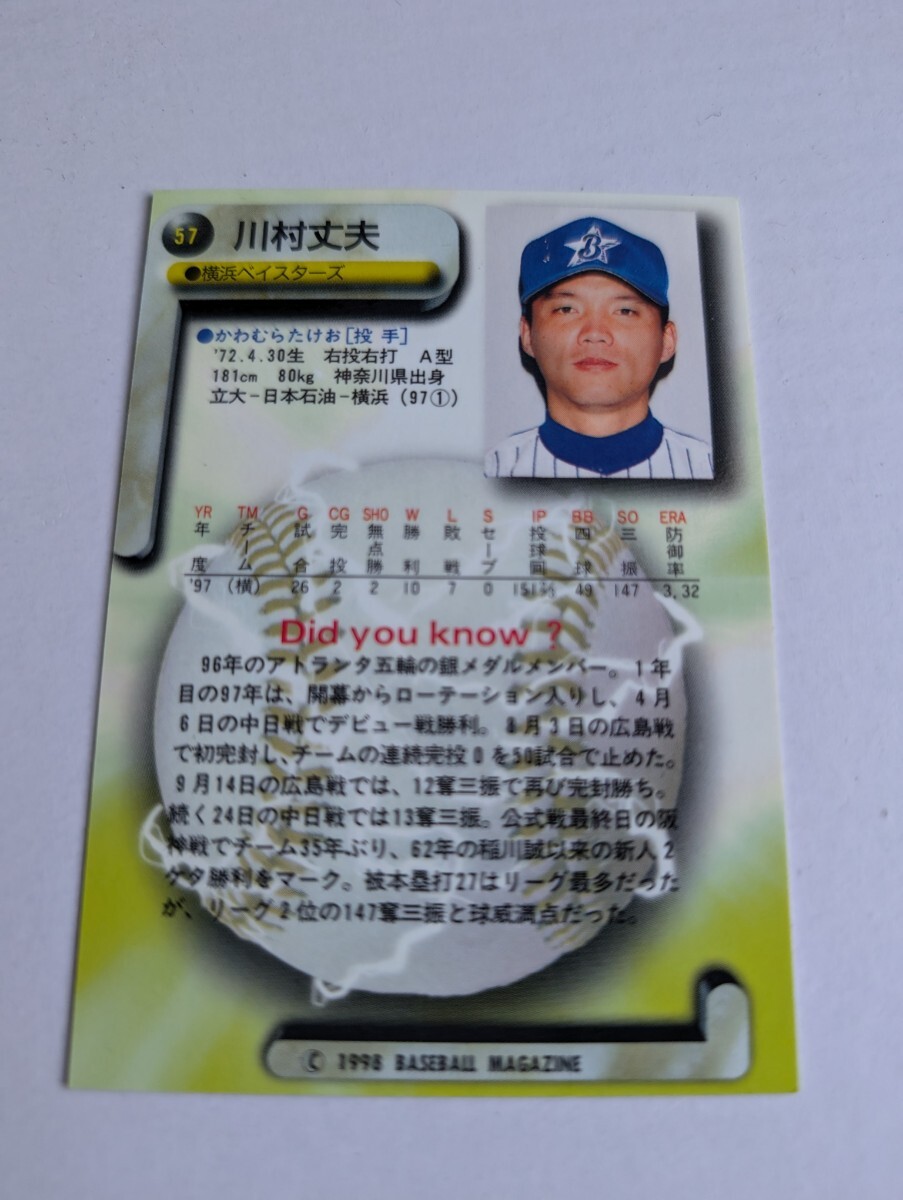 57 川村丈夫
●横浜ベイスターズ
B
●かわむらたけお[投 手]
'72.4.30生 右投右打 A型
181cm 80kg 神奈川県出身
立大-日本石油-横浜(97①)
YR TM G CG SHO W L S IP BB SO ERA
年度 チーム 試合 完投 無点勝 勝利 敗戦 セーブ 投球回 四球 三振 防御率
'97 (横) 26 2 2 10 7 0 49 147 3.32
Did you know ?
96年のアトランタ五輪の銀メダルメンバー。1年
目の97年は、開幕からローテーション入りし、4月
6日の中日戦でデビュー戦勝利。8月3日の広島戦
で初完封し、チームの連続完投0を50試合で止めた。
9月14日の広島戦では、12奪三振で再び完封勝ち。
続く24日の中日戦では13奪三振。公式戦最終日の阪
神戦でチーム35年ぶり、62年の稲川誠以来の新人2
ケタ勝利をマーク。被本塁打27はリーグ最多だった
が、リーグ2位の147奪三振と球威満点だった。
© 1998 BASEBALL MAGAZINE